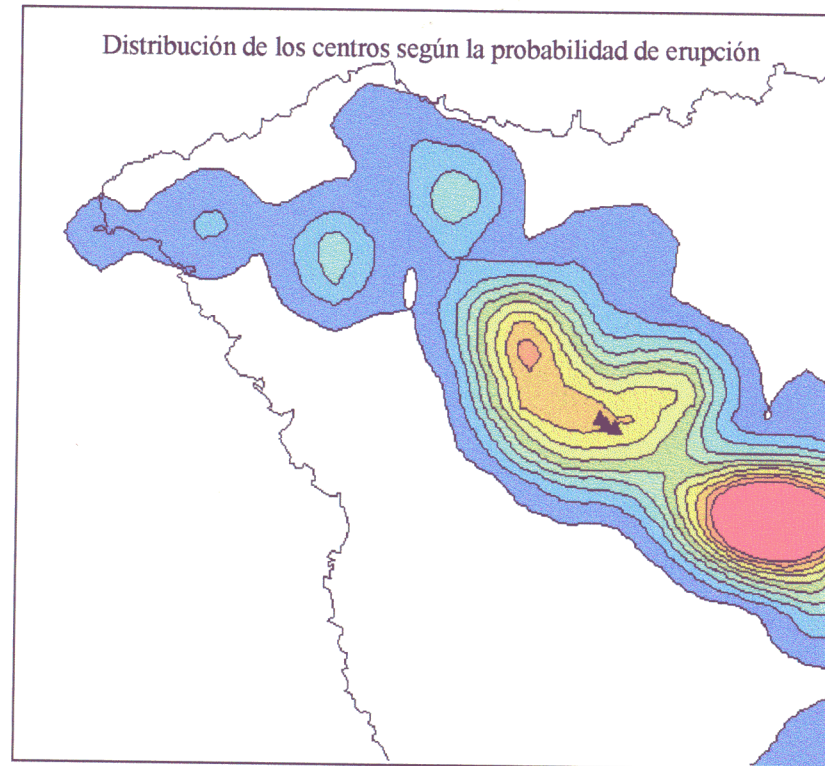 Distribución de los centros según la probabilidad de erupción